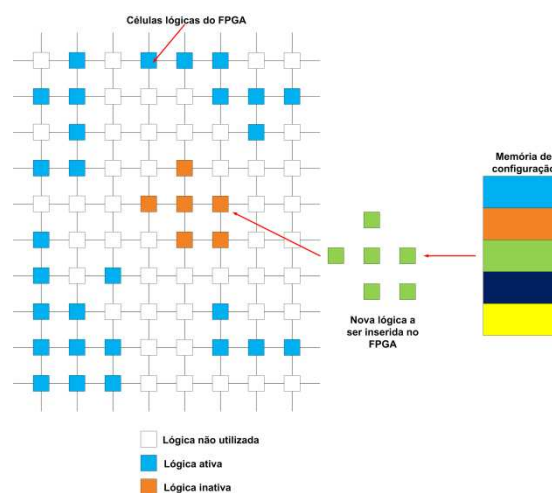 Células lógicas do FPGA
Memória de
configuração
Nova lógica a
ser inserida no
FPGA
Lógica não utilizada
Lógica ativa
Lógica inativa